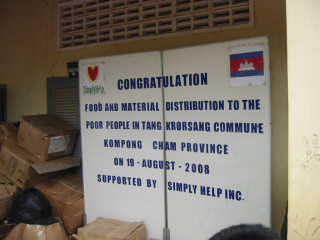 SimplyHelp
CONGRATULATION
FOOD AND MATERIAL DISTRIBUTION TO THE
POOR PEOPLE IN TANG KRORSANG COMMUNE
KOMPONG CHAM PROVINCE
ON 19 - AUGUST - 2008
SUPPORTED BY SIMPLY HELP INC.